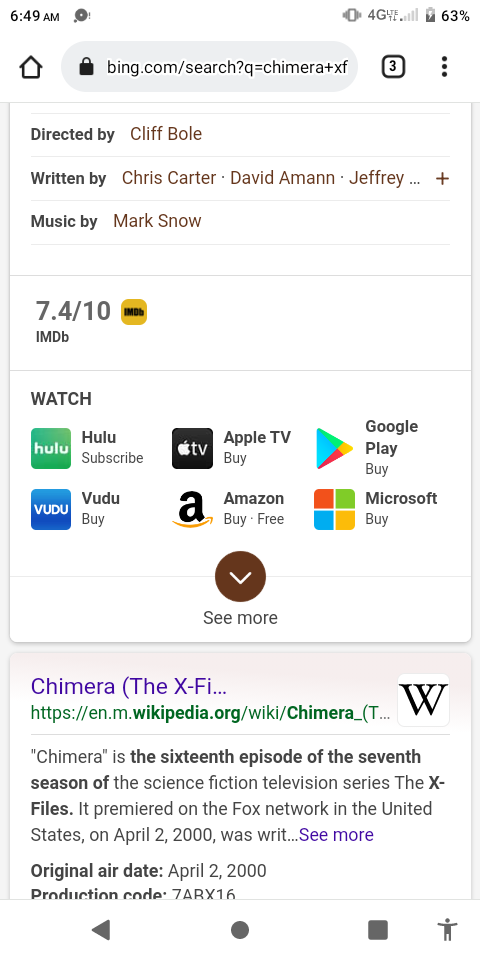 6:49 AM 4G LTE 63%
bing.com/search?q=chimera+xf 3
Directed by Cliff Bole
Written by Chris Carter · David Amann · Jeffrey ... +
Music by Mark Snow
7.4/10 IMDb
IMDb
WATCH
hulu Hulu Subscribe
tv Apple TV Buy
Google Play Buy
VUDU Vudu Buy
a Amazon Buy · Free
Microsoft Buy
See more
Chimera (The X-Fi...
https://en.m.wikipedia.org/wiki/Chimera_(T...
W
"Chimera" is the sixteenth episode of the seventh
season of the science fiction television series The X-
Files. It premiered on the Fox network in the United
States, on April 2, 2000, was writ...See more
Original air date: April 2, 2000
Production code: 7ABX16